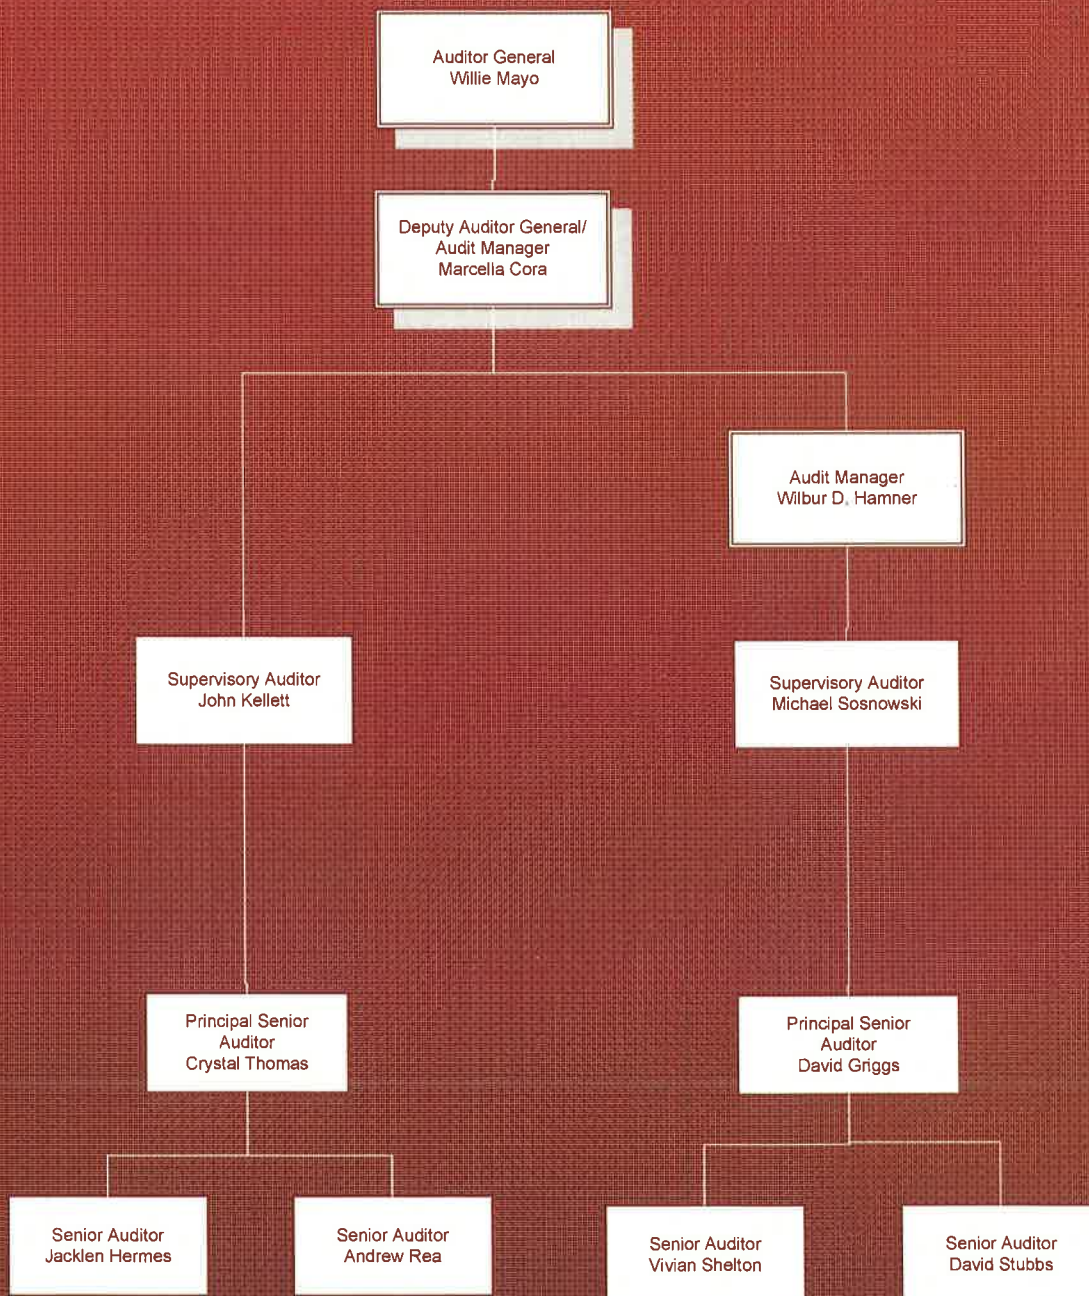 Auditor General
Willie Mayo
Deputy Auditor General/
Audit Manager
Marcella Cora
Audit Manager
Wilbur D. Hamner
Supervisory Auditor
John Kellett
Supervisory Auditor
Michael Sosnowski
Principal Senior
Auditor
Crystal Thomas
Principal Senior
Auditor
David Griggs
Senior Auditor
Jacklen Hermes
Senior Auditor
Andrew Rea
Senior Auditor
Vivian Shelton
Senior Auditor
David Stubbs